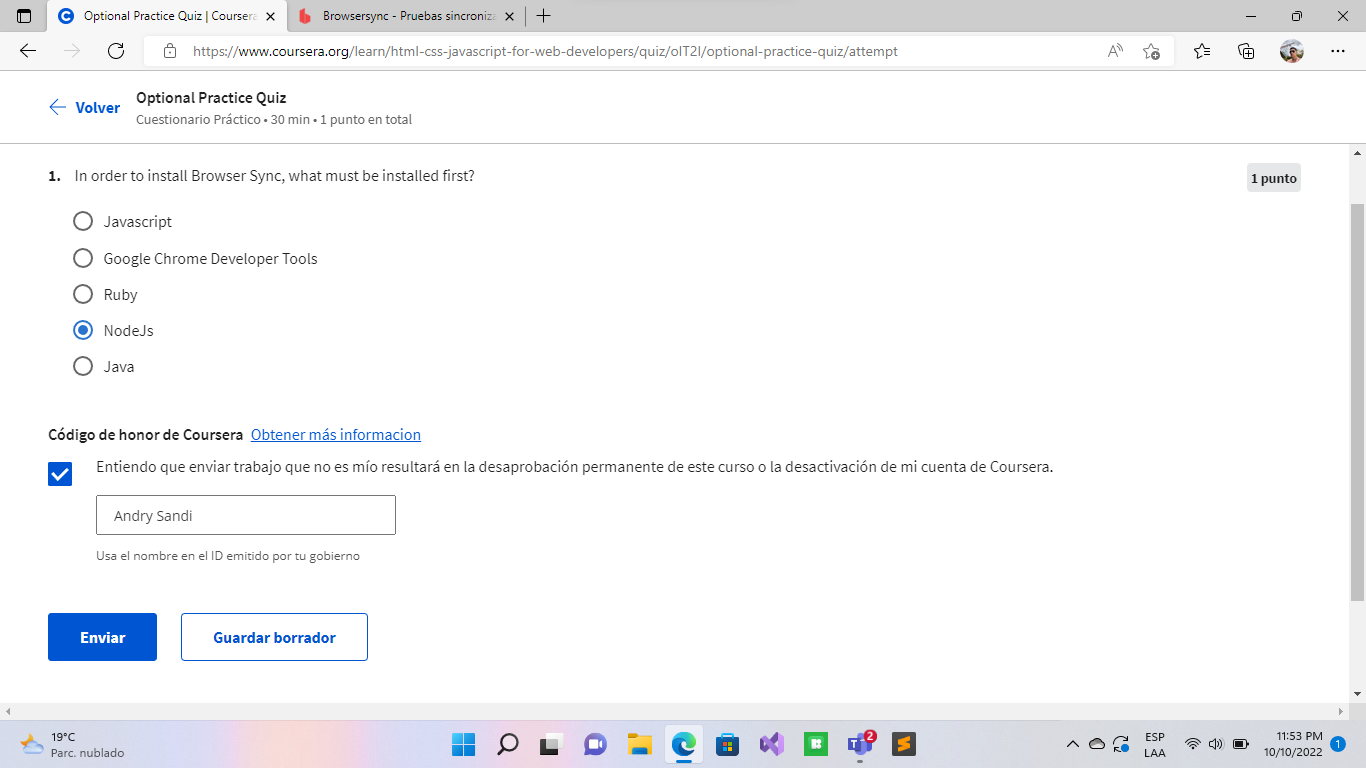 Optional Practice Quiz | Coursera
Browsersync - Pruebas sincroniza
https://www.coursera.org/learn/html-css-javascript-for-web-developers/quiz/oIT2I/optional-practice-quiz/attempt
Volver
Optional Practice Quiz
Cuestionario Práctico • 30 min • 1 punto en total
1. In order to install Browser Sync, what must be installed first?
1 punto
Javascript
Google Chrome Developer Tools
Ruby
NodeJs
Java
Código de honor de Coursera Obtener más informacion
Entiendo que enviar trabajo que no es mío resultará en la desaprobación permanente de este curso o la desactivación de mi cuenta de Coursera.
Andry Sandi
Usa el nombre en el ID emitido por tu gobierno
Enviar
Guardar borrador
19°C
Parc. nublado
2
ESP
LAA
11:53 PM
10/10/2022
1